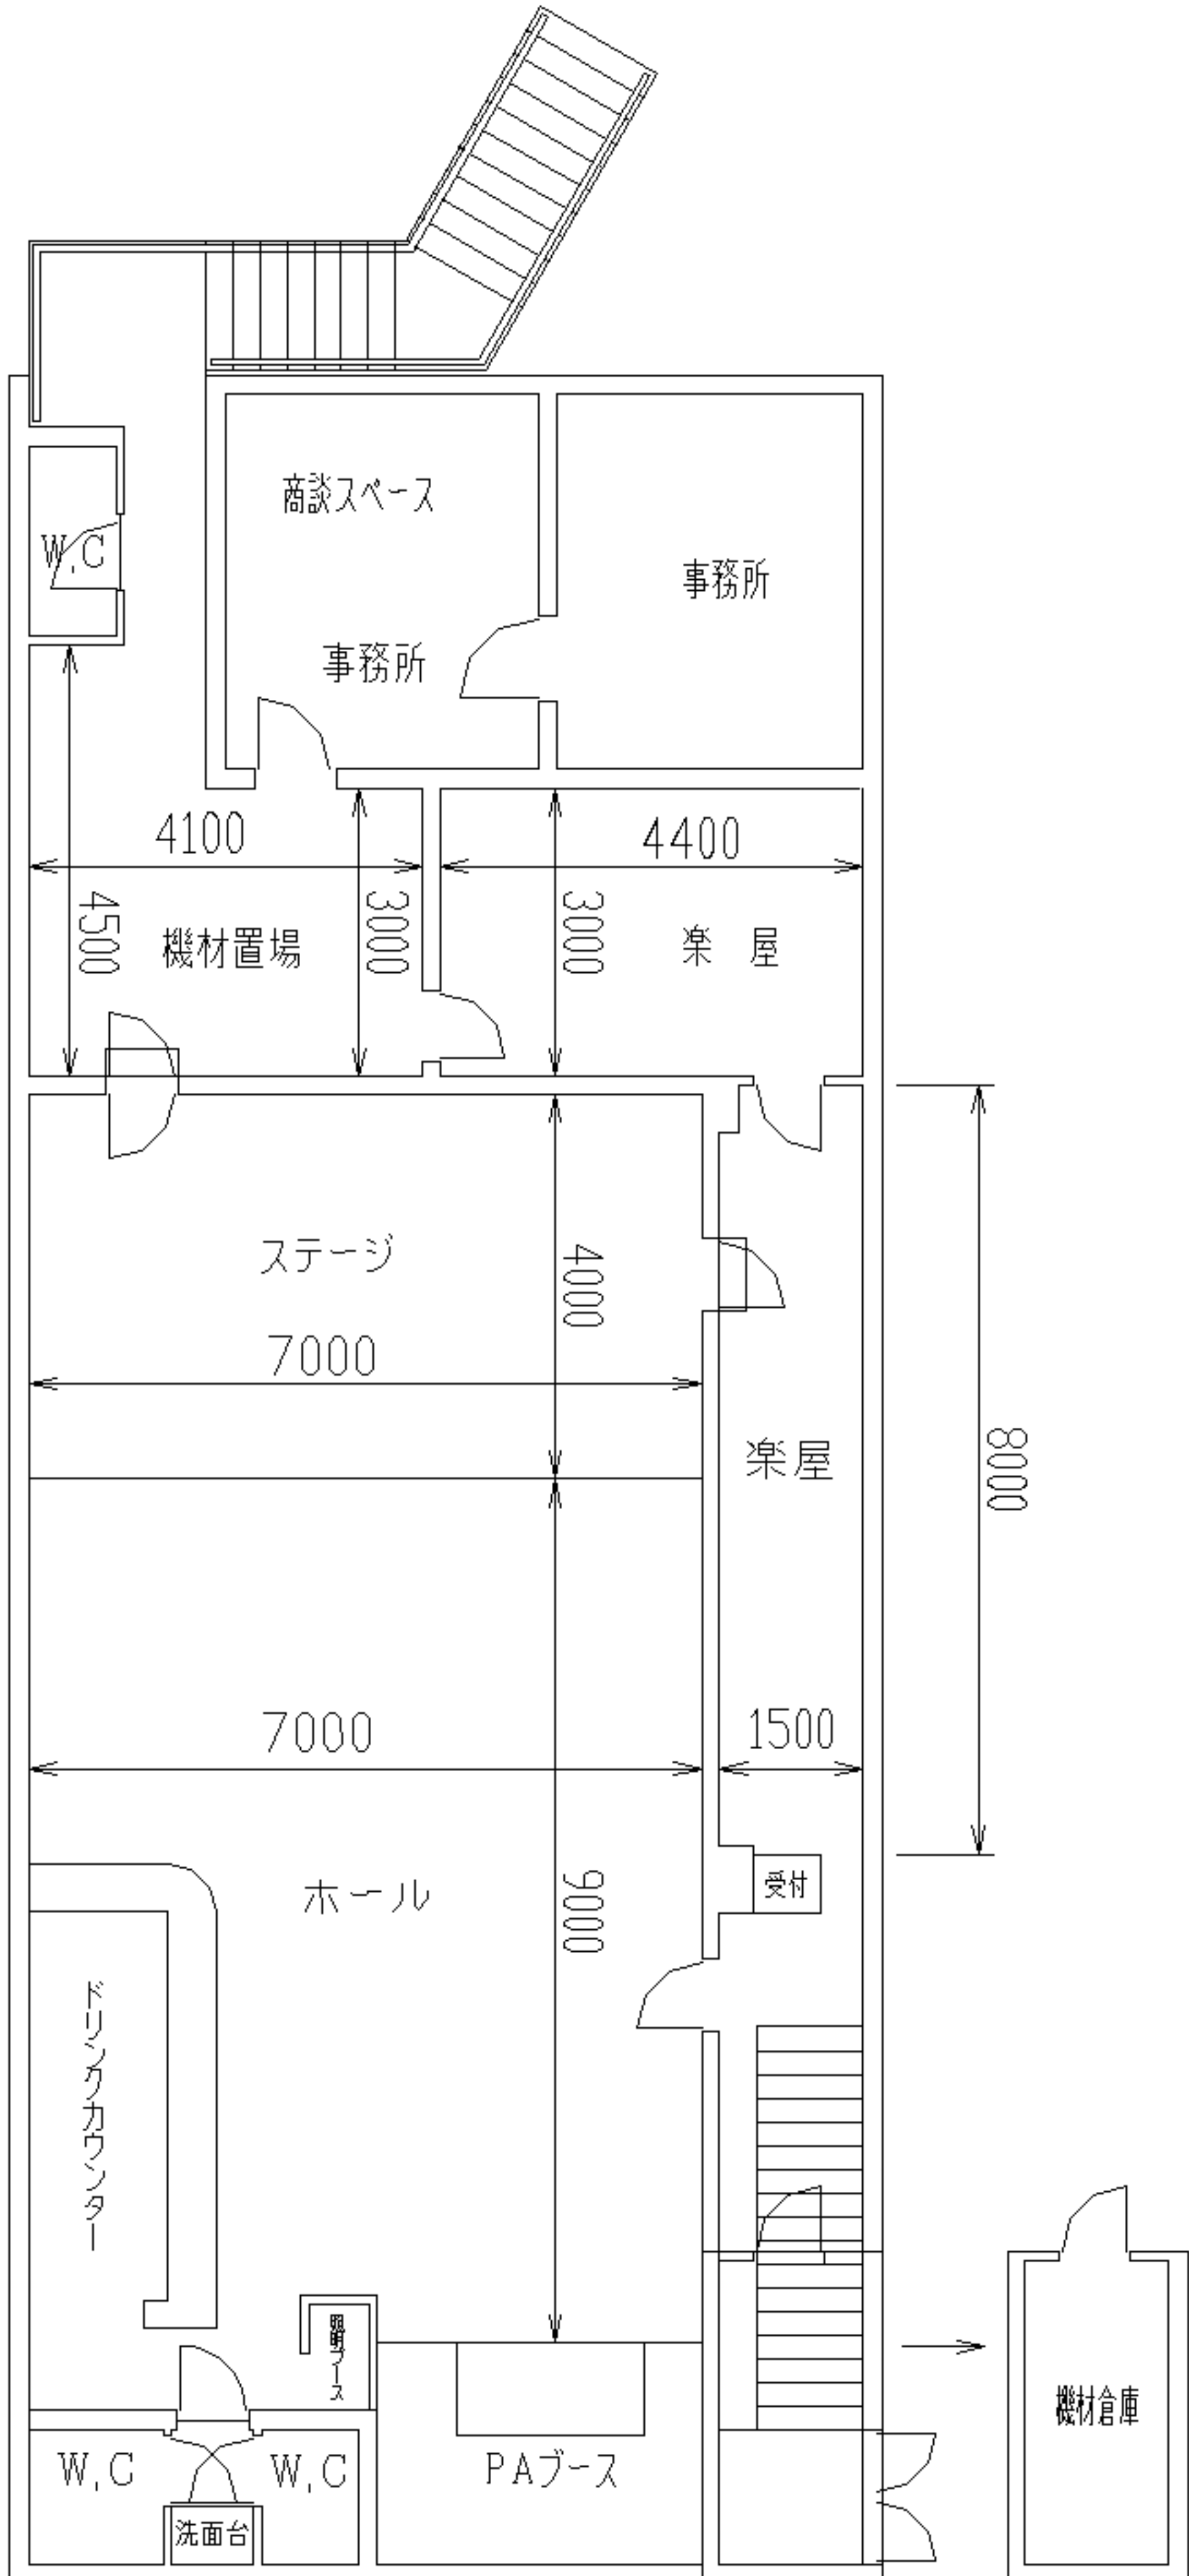 商談スペース
W,C
事務所
事務所
4100
4400
4500
機材置場
3000
3000
楽 屋
ステージ
4000
7000
楽屋
8000
7000
1500
ホール
9000
受付
ドリンクカウンター
照明ブース
機材倉庫
W,C
W,C
PAブース
洗面台